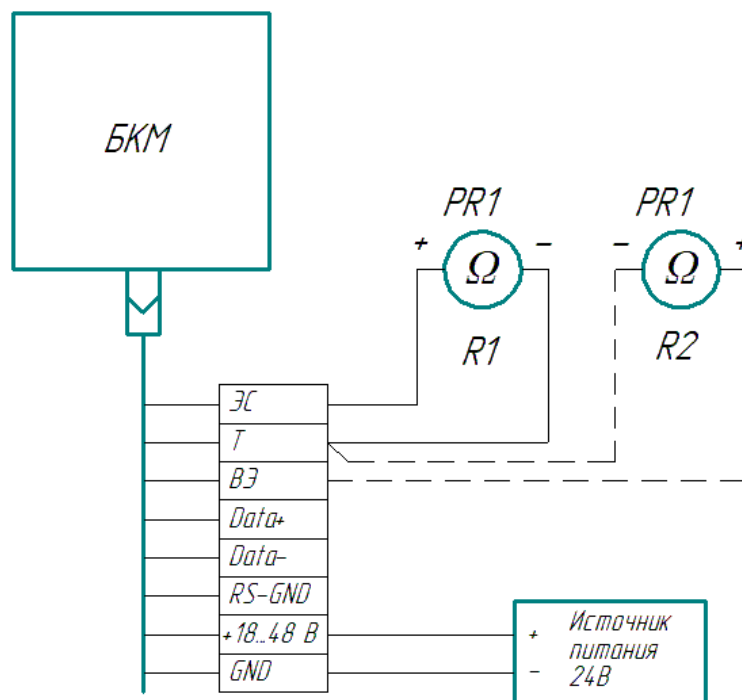 БКМ
PR1
PR1
+
Ω
−
−
Ω
+
R1
R2
ЭС
Т
ВЭ
Data+
Data-
RS-GND
+18...48 В
GND
+
Источник
питания
−
24В